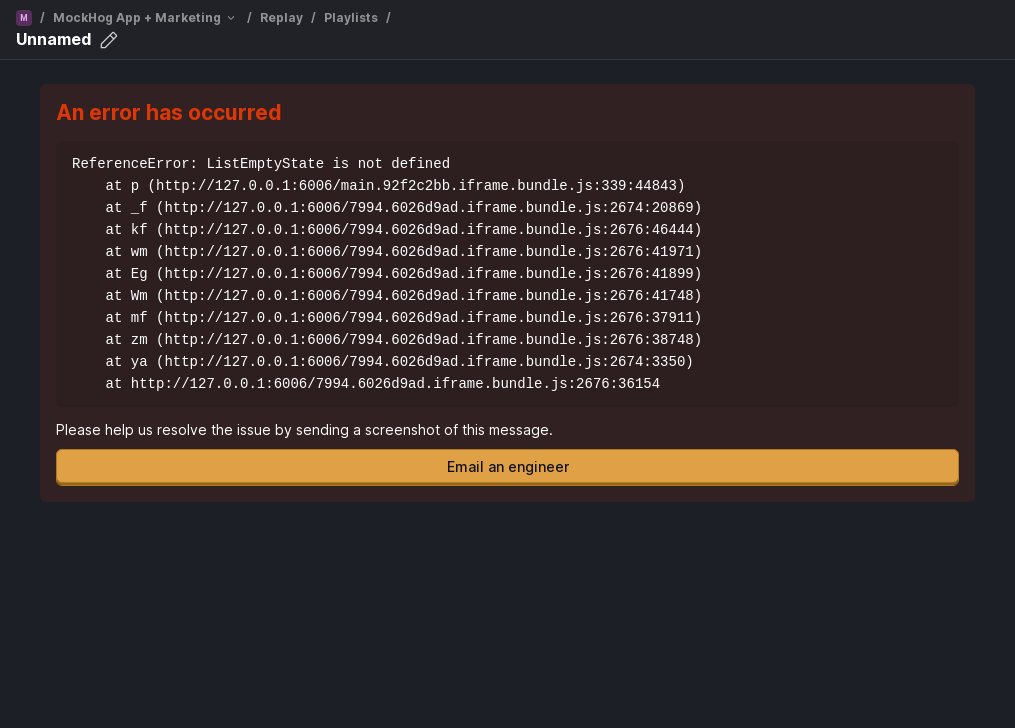 M / MockHog App + Marketing / Replay / Playlists /
Unnamed
An error has occurred
ReferenceError: ListEmptyState is not defined
    at p (http://127.0.0.1:6006/main.92f2c2bb.iframe.bundle.js:339:44843)
    at _f (http://127.0.0.1:6006/7994.6026d9ad.iframe.bundle.js:2674:20869)
    at kf (http://127.0.0.1:6006/7994.6026d9ad.iframe.bundle.js:2676:46444)
    at wm (http://127.0.0.1:6006/7994.6026d9ad.iframe.bundle.js:2676:41971)
    at Eg (http://127.0.0.1:6006/7994.6026d9ad.iframe.bundle.js:2676:41899)
    at Wm (http://127.0.0.1:6006/7994.6026d9ad.iframe.bundle.js:2676:41748)
    at mf (http://127.0.0.1:6006/7994.6026d9ad.iframe.bundle.js:2676:37911)
    at zm (http://127.0.0.1:6006/7994.6026d9ad.iframe.bundle.js:2676:38748)
    at ya (http://127.0.0.1:6006/7994.6026d9ad.iframe.bundle.js:2674:3350)
    at http://127.0.0.1:6006/7994.6026d9ad.iframe.bundle.js:2676:36154
Please help us resolve the issue by sending a screenshot of this message.
Email an engineer